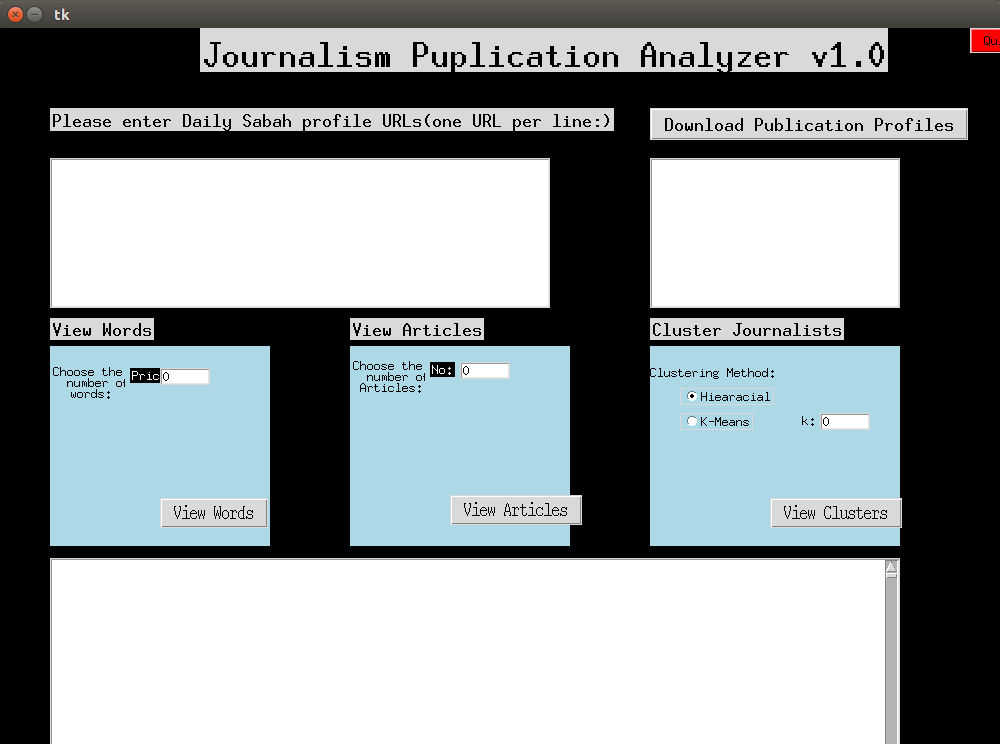 tk
Journalism Puplication Analyzer v1.0
Qu
Please enter Daily Sabah profile URLs(one URL per line:)
Download Publication Profiles
View Words
View Articles
Cluster Journalists
Choose the
number of
words:
Pric
0
Choose the
number of
Articles:
No:
0
Clustering Method:
Hiearacial
K-Means
k:
0
View Words
View Articles
View Clusters